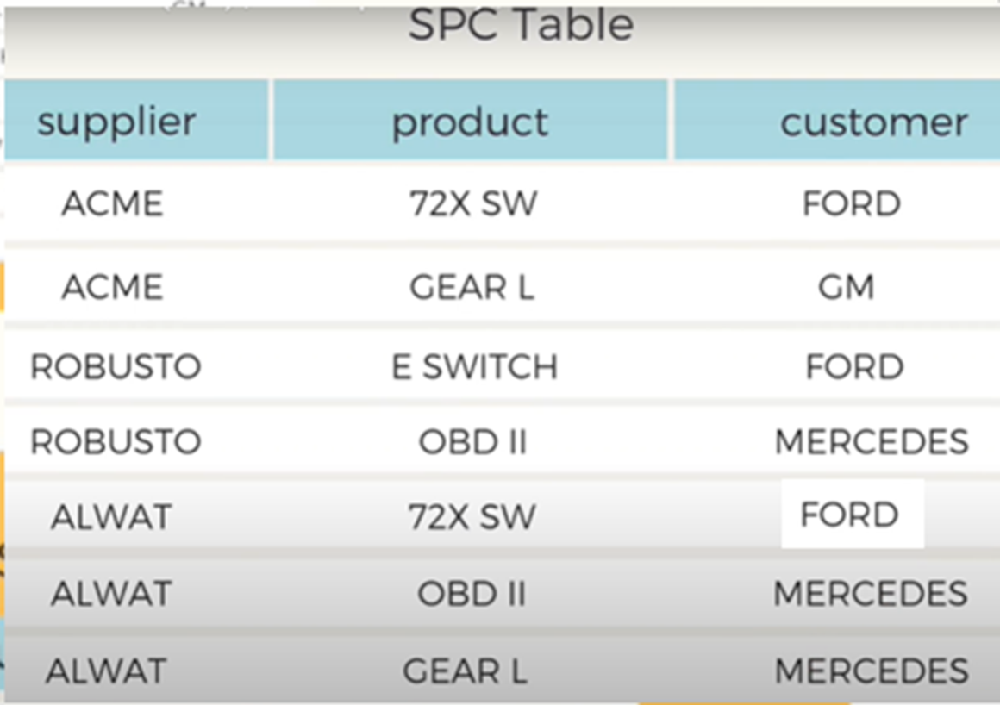 SPC Table
supplier product customer
ACME 72X SW FORD
ACME GEAR L GM
ROBUSTO E SWITCH FORD
ROBUSTO OBD II MERCEDES
ALWAT 72X SW FORD
ALWAT OBD II MERCEDES
ALWAT GEAR L MERCEDES